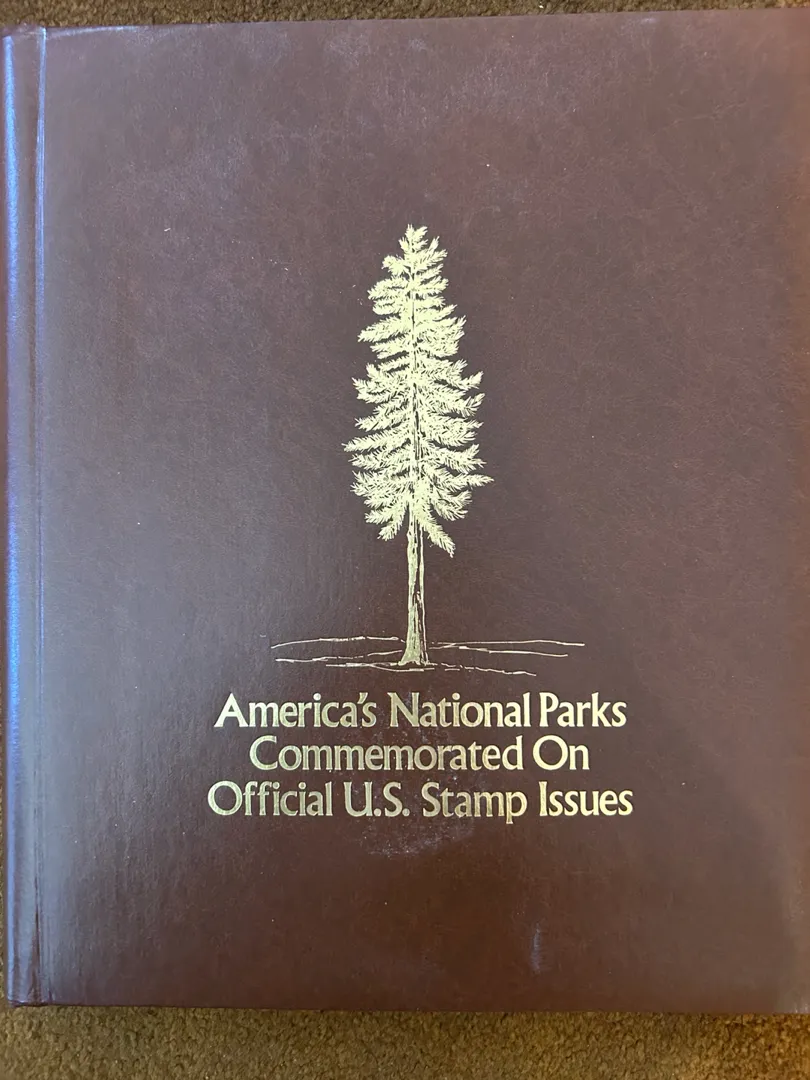 America's National Parks
Commemorated On
Official U.S. Stamp Issues